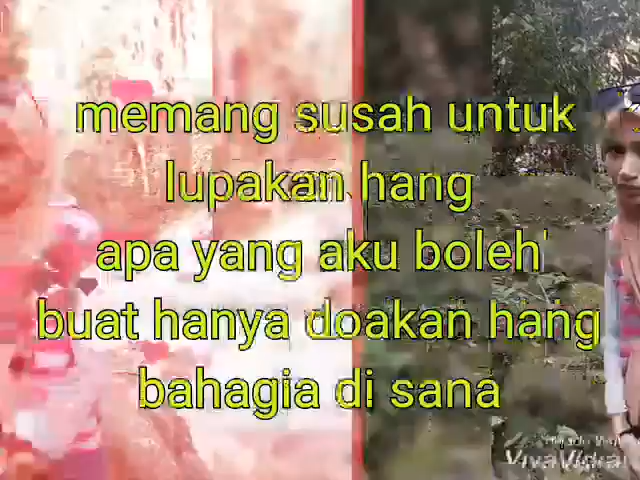 memang susah untuk
lupakan hang
apa yang aku boleh'
buat hanya doakan hang
bahagia di sana
VivaVideo